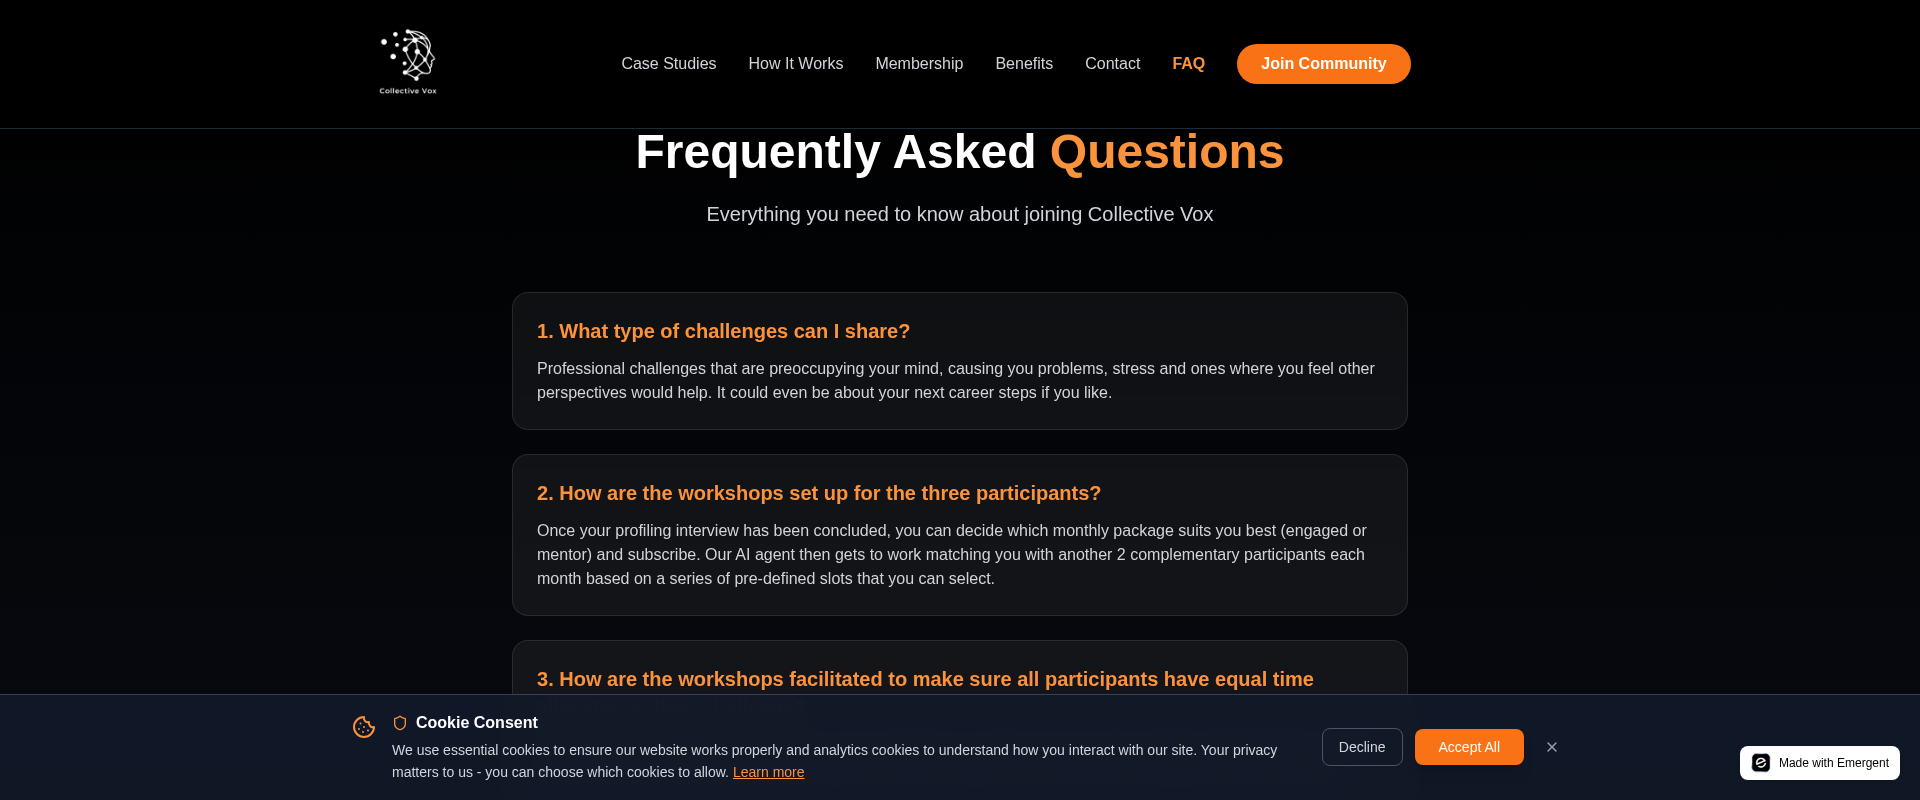 Collective Vox
Case Studies
How It Works
Membership
Benefits
Contact
FAQ
Join Community
Frequently Asked Questions
Everything you need to know about joining Collective Vox
1. What type of challenges can I share?
Professional challenges that are preoccupying your mind, causing you problems, stress and ones where you feel other
perspectives would help. It could even be about your next career steps if you like.
2. How are the workshops set up for the three participants?
Once your profiling interview has been concluded, you can decide which monthly package suits you best (engaged or
mentor) and subscribe. Our AI agent then gets to work matching you with another 2 complementary participants each
month based on a series of pre-defined slots that you can select.
3. How are the workshops facilitated to make sure all participants have equal time
Cookie Consent
We use essential cookies to ensure our website works properly and analytics cookies to understand how you interact with our site. Your privacy
matters to us - you can choose which cookies to allow. Learn more
Decline
Accept All
Made with Emergent